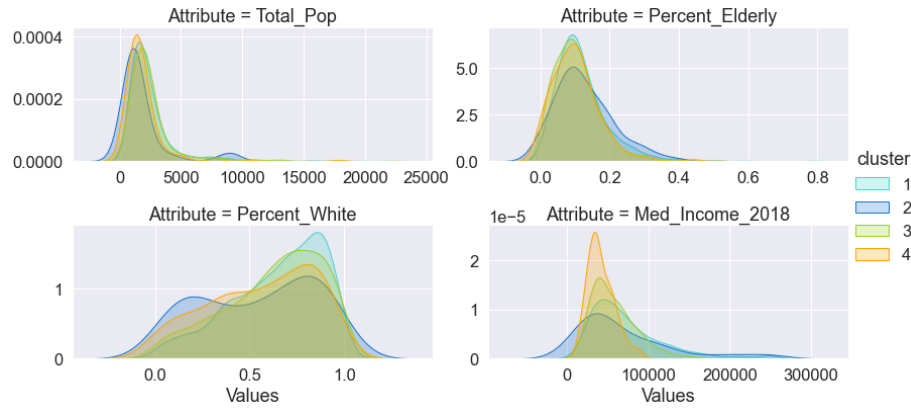 Attribute = Total_Pop
0.0004
0.0002
0.0000
0 5000 10000 15000 20000 25000
Attribute = Percent_Elderly
5.0
2.5
0.0
0.0 0.2 0.4 0.6 0.8
Attribute = Percent_White
1
0
0.0 0.5 1.0
Values
1e-5
Attribute = Med_Income_2018
2
1
0
0 100000 200000 300000
Values
cluster
1
2
3
4